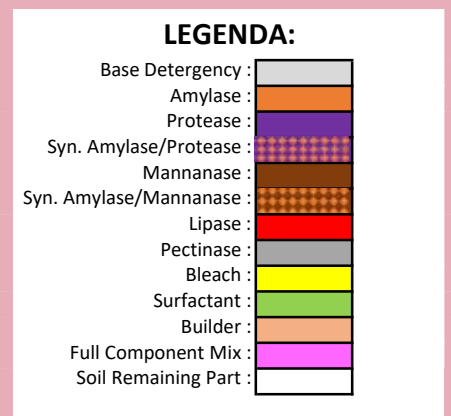 LEGENDA:
Base Detergency :
Amylase :
Protease :
Syn. Amylase/Protease :
Mannanase :
Syn. Amylase/Mannanase :
Lipase :
Pectinase :
Bleach :
Surfactant :
Builder :
Full Component Mix :
Soil Remaining Part :